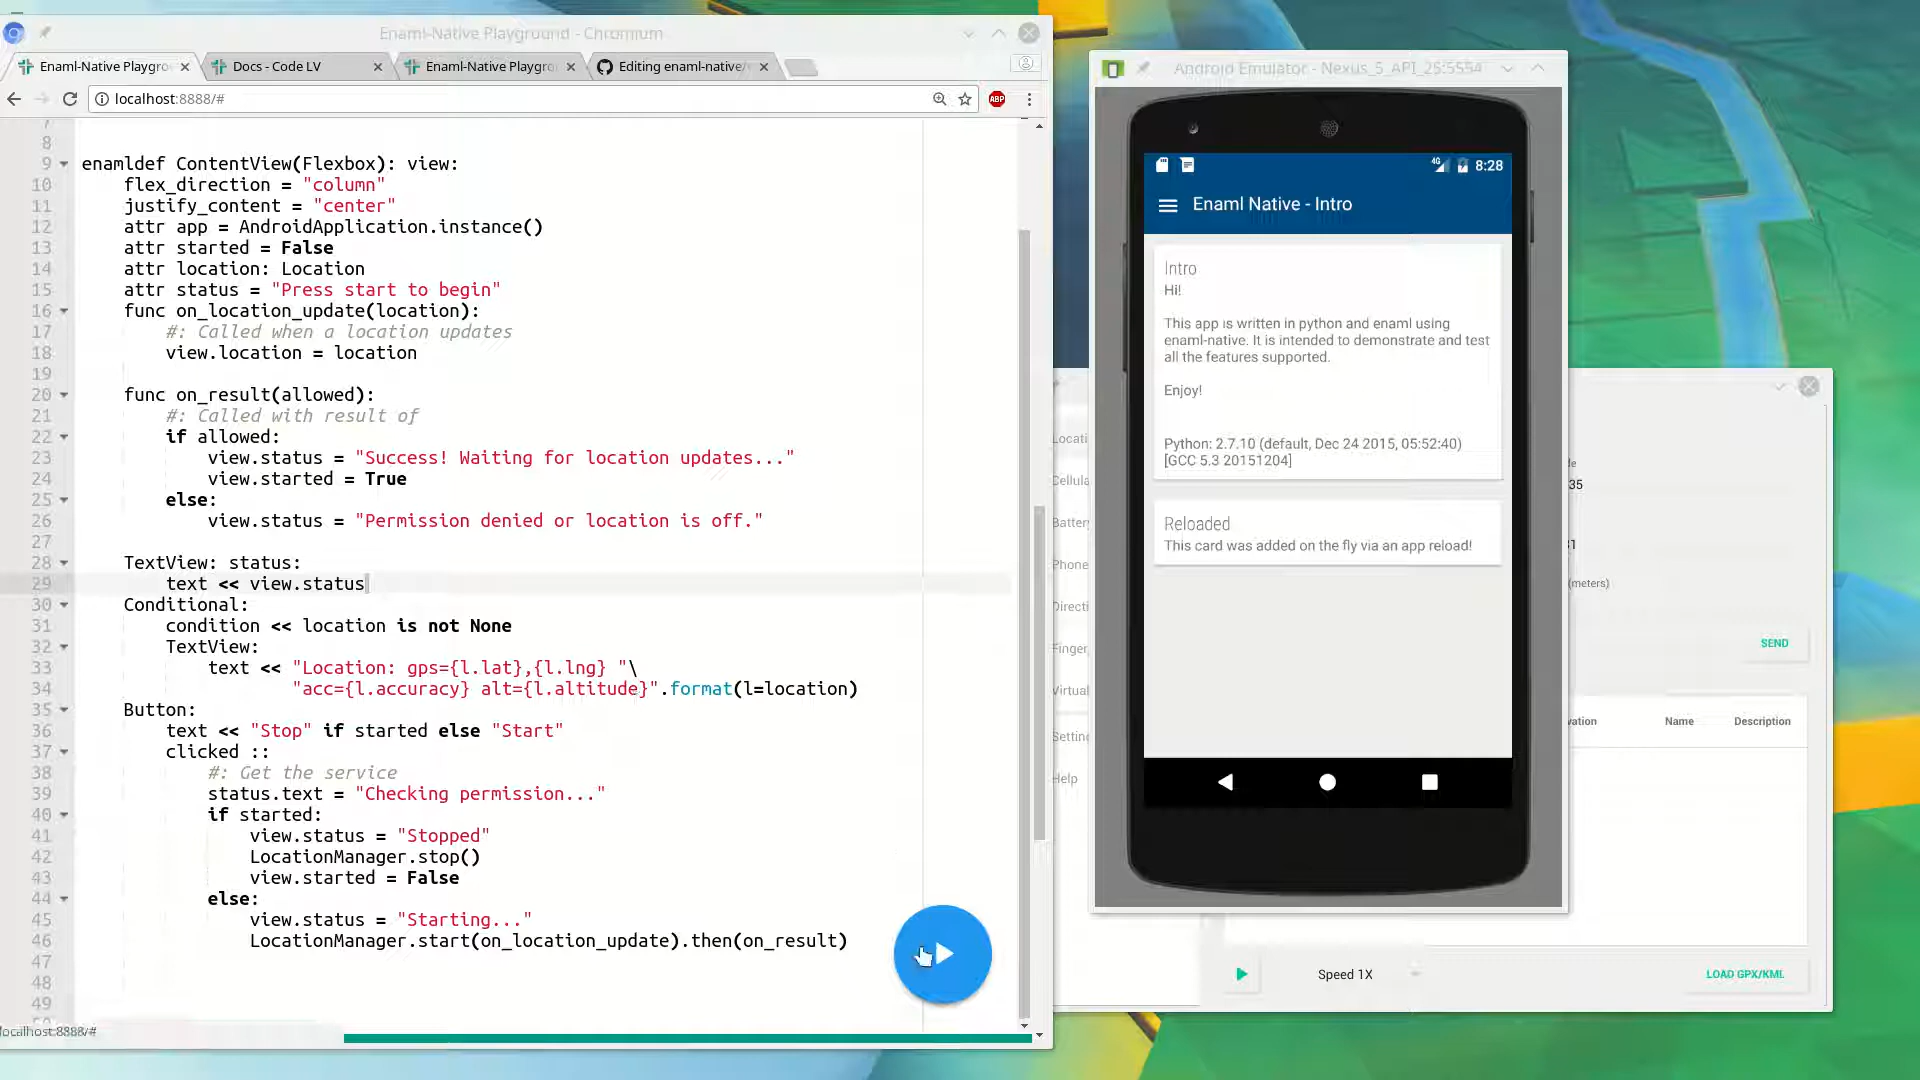 Enaml-Native Playground - Chromium
Enaml-Native Playgro
Docs - Code LV
Enaml-Native Playgro
Editing enaml-native/
localhost:8888/#
ABP
7
8
9 enamldef ContentView(Flexbox): view:
10 flex_direction = "column"
11 justify_content = "center"
12 attr app = AndroidApplication.instance()
13 attr started = False
14 attr location: Location
15 attr status = "Press start to begin"
16 func on_location_update(location):
17 #: Called when a location updates
18 view.location = location
19
20 func on_result(allowed):
21 #: Called with result of
22 if allowed:
23 view.status = "Success! Waiting for location updates..."
24 view.started = True
25 else:
26 view.status = "Permission denied or location is off."
27
28 TextView: status:
29 text << view.status
30 Conditional:
31 condition << location is not None
32 TextView:
33 text << "Location: gps={l.lat},{l.lng} "\
34 "acc={l.accuracy} alt={l.altitude}".format(l=location)
35 Button:
36 text << "Stop" if started else "Start"
37 clicked ::
38 #: Get the service
39 status.text = "Checking permission..."
40 if started:
41 view.status = "Stopped"
42 LocationManager.stop()
43 view.started = False
44 else:
45 view.status = "Starting..."
46 LocationManager.start(on_location_update).then(on_result)
47
48
49
localhost:8888/#
Android Emulator - Nexus_5_API_25:5554
4G 8:28
Enaml Native - Intro
Intro
Hi!
This app is written in python and enaml using
enaml-native. It is intended to demonstrate and test
all the features supported.
Enjoy!
Python: 2.7.10 (default, Dec 24 2015, 05:52:40)
[GCC 5.3 20151204]
Reloaded
This card was added on the fly via an app reload!
Locati
Cellula
Battery
Phone
Directi
Finger
Virtual
Setting
Help
de
35
31
(meters)
SEND
vation
Name
Description
Speed 1X
LOAD GPX/KML